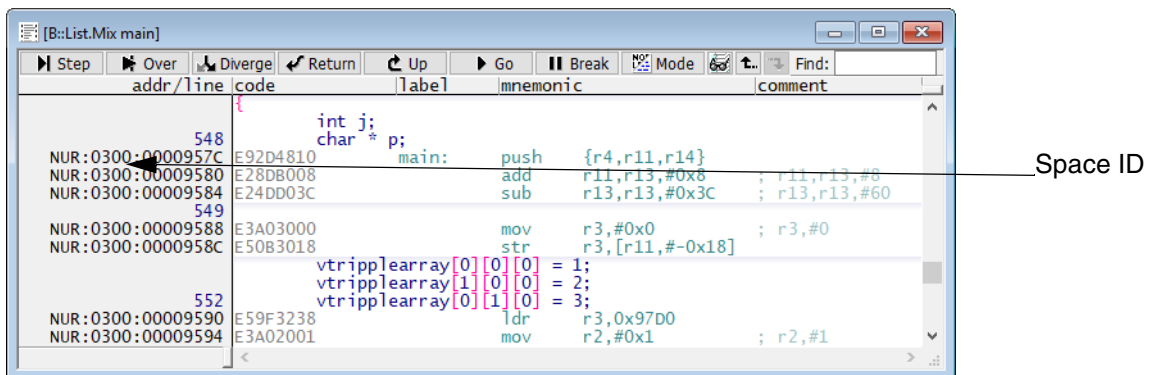 [B::List.Mix main]
Step Over Diverge Return Up Go Break Mode t.. Find:
addr/line code label mnemonic comment
{
int j;
548 char * p;
NUR:0300:0000957C E92D4810 main: push {r4,r11,r14}
Space ID
NUR:0300:00009580 E28DB008 add r11,r13,#0x8 ; r11,r13,#8
NUR:0300:00009584 E24DD03C sub r13,r13,#0x3C ; r13,r13,#60
549
NUR:0300:00009588 E3A03000 mov r3,#0x0 ; r3,#0
NUR:0300:0000958C E50B3018 str r3,[r11,#-0x18]
vtripplearray[0][0][0] = 1;
vtripplearray[1][0][0] = 2;
552 vtripplearray[0][1][0] = 3;
NUR:0300:00009590 E59F3238 ldr r3,0x97D0
NUR:0300:00009594 E3A02001 mov r2,#0x1 ; r2,#1